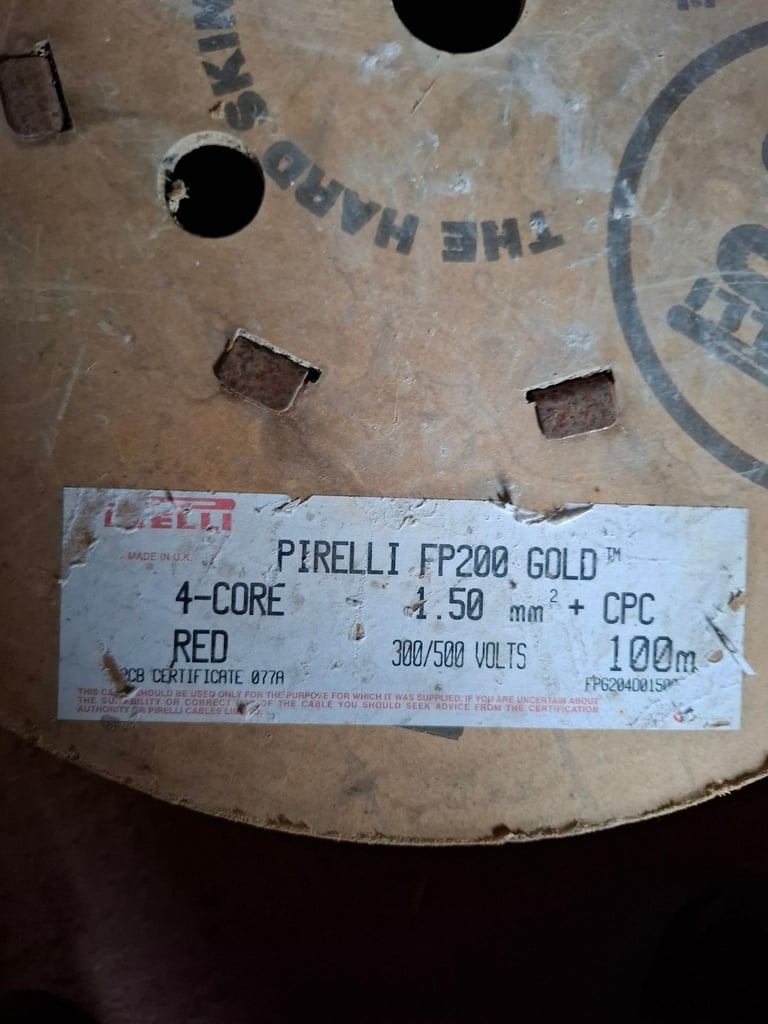 THE HARD SKIN
PIRELLI
MADE IN U.K.
PIRELLI FP200 GOLD™
4-CORE 1.50 mm² + CPC
RED 300/500 VOLTS 100m
CERTIFICATE 077A
THIS SHOULD BE USED ONLY FOR THE PURPOSE FOR WHICH IT WAS SUPPLIED. IF YOU ARE UNCERTAIN ABOUT
THE SUITABILITY OR CORRECT OF THE CABLE YOU SHOULD SEEK ADVICE FROM THE CERTIFICATION
AUTHORITY OR PIRELLI CABLES